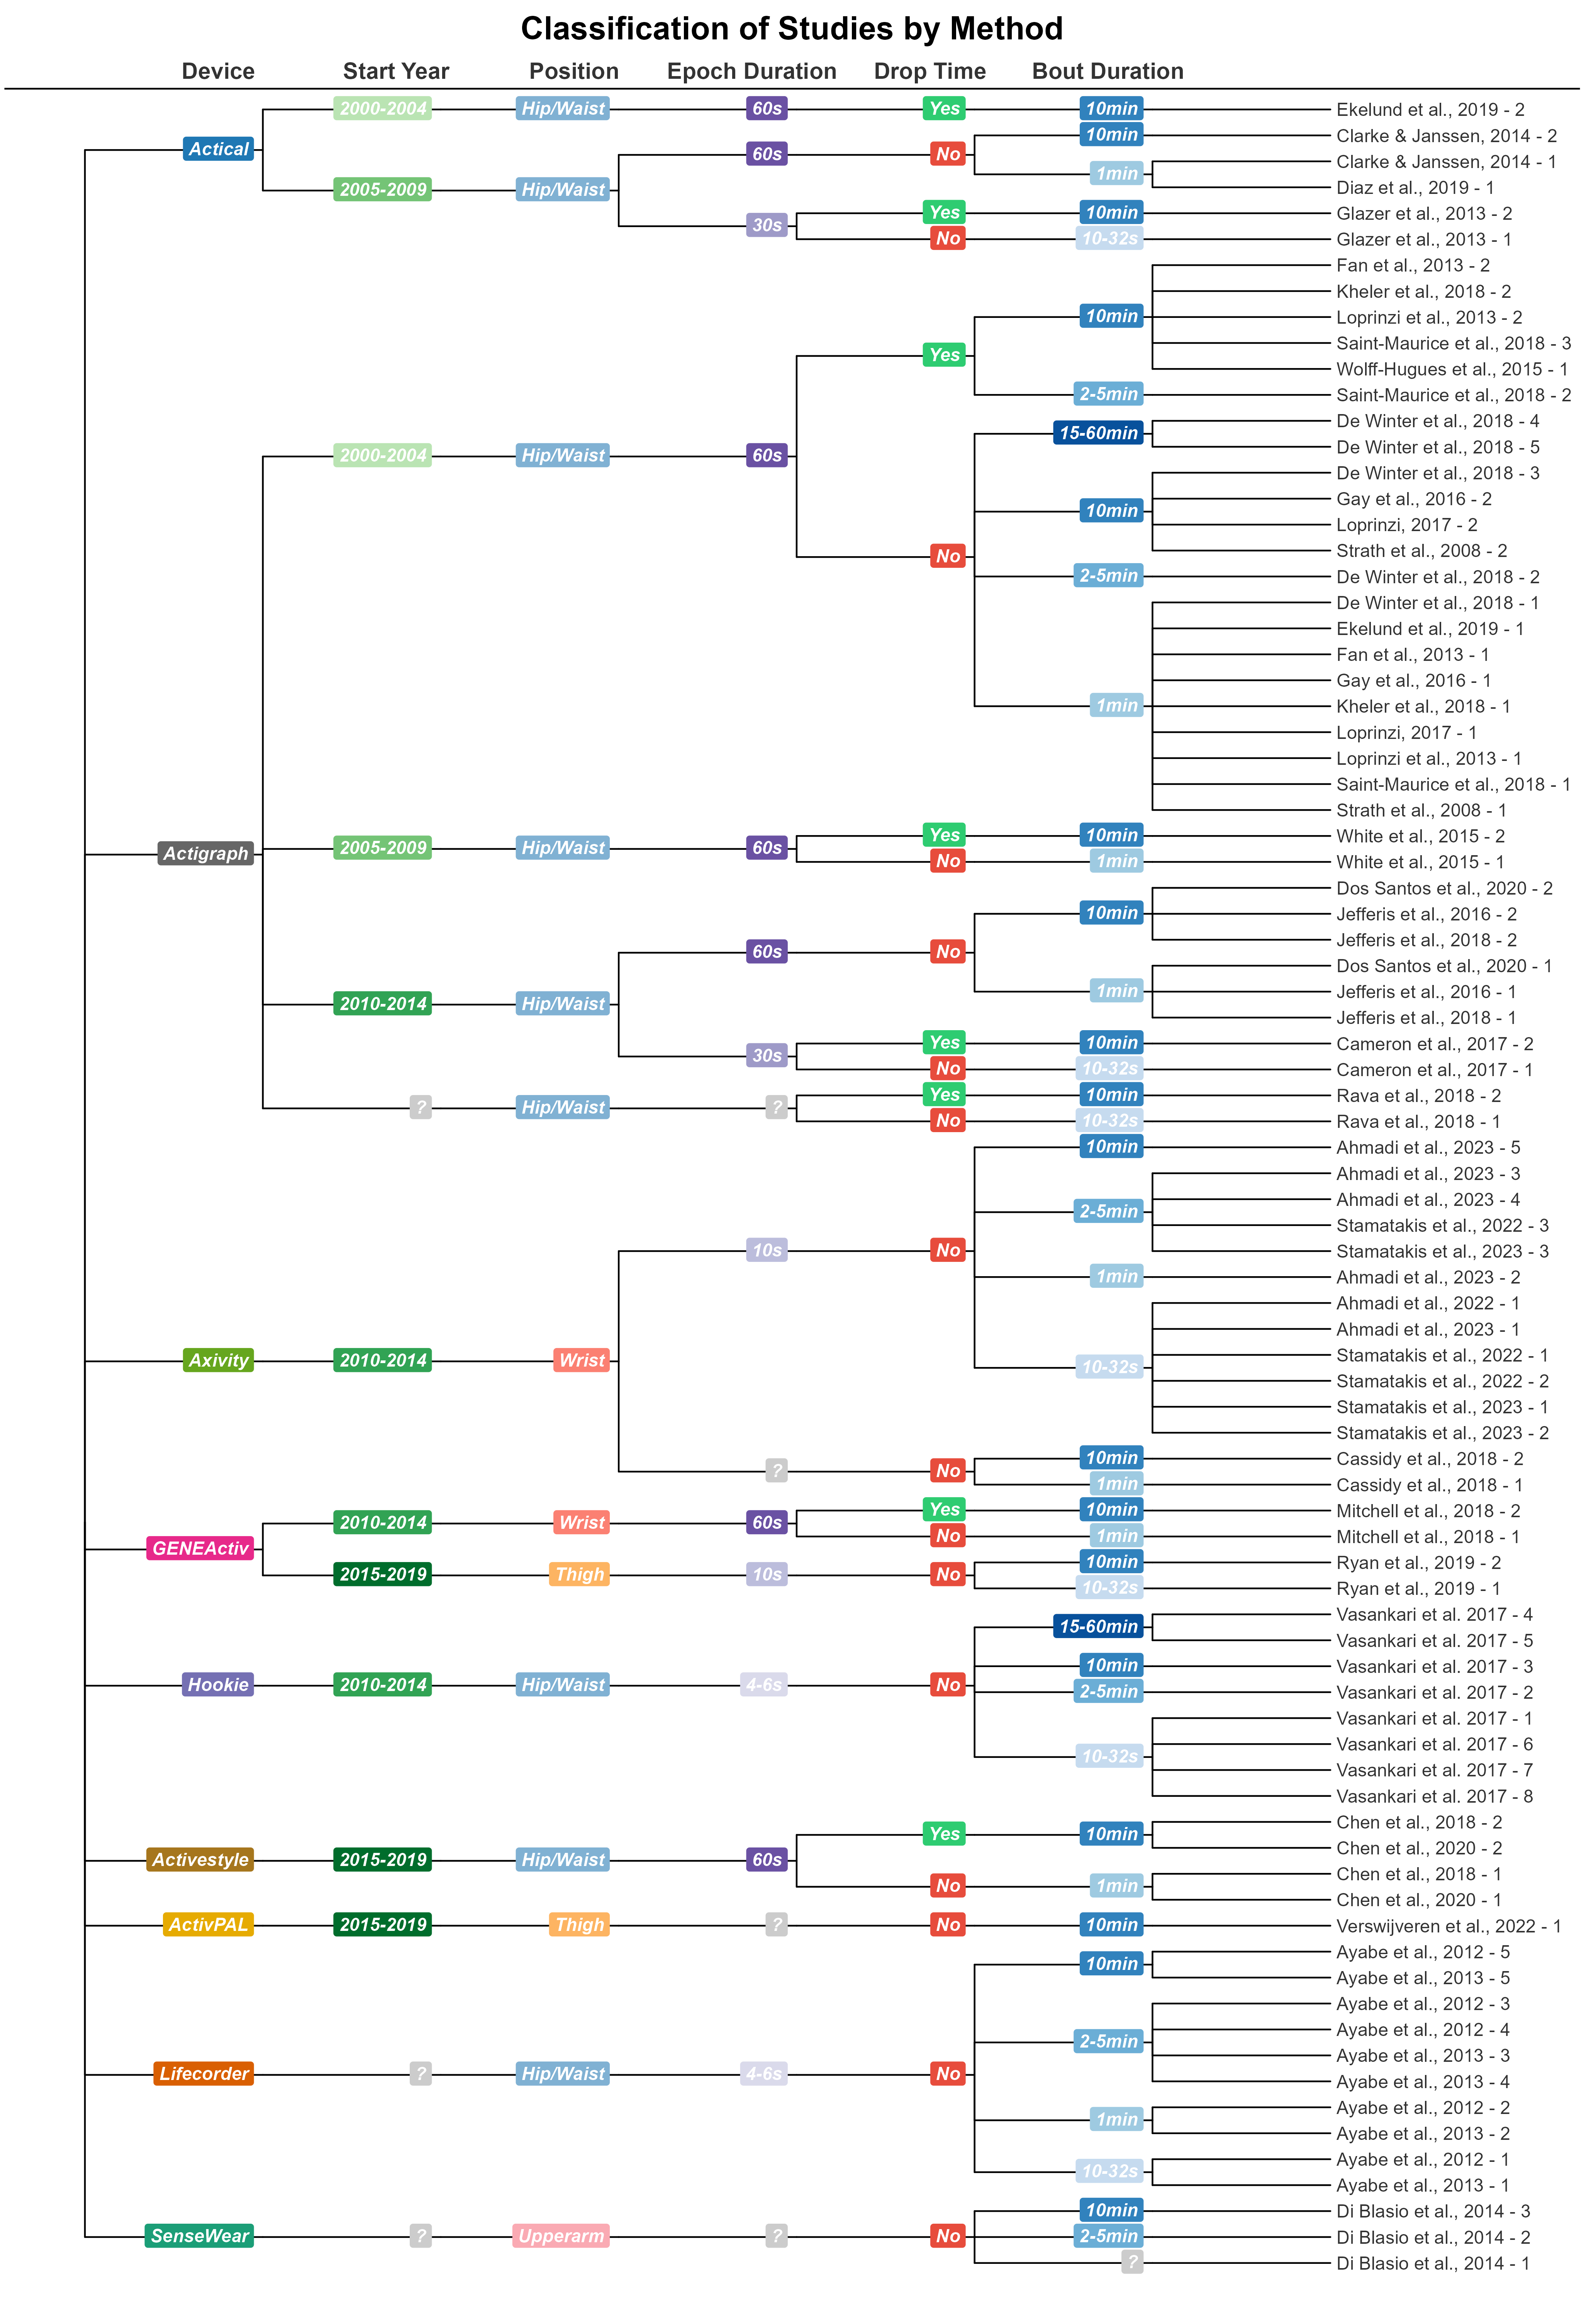 Classification of Studies by Method
Device Start Year Position Epoch Duration Drop Time Bout Duration
2000-2004 Hip/Waist 60s Yes 10min Ekelund et al., 2019 - 2
10min Clarke & Janssen, 2014 - 2
Actical
60s No
Clarke & Janssen, 2014 - 1
1min
2005-2009 Hip/Waist
Diaz et al., 2019 - 1
Yes 10min Glazer et al., 2013 - 2
30s
No 10-32s Glazer et al., 2013 - 1
Fan et al., 2013 - 2
Kheler et al., 2018 - 2
10min Loprinzi et al., 2013 - 2
Saint-Maurice et al., 2018 - 3
Yes
Wolff-Hugues et al., 2015 - 1
2-5min Saint-Maurice et al., 2018 - 2
De Winter et al., 2018 - 4
15-60min
De Winter et al., 2018 - 5
2000-2004 Hip/Waist 60s
De Winter et al., 2018 - 3
Gay et al., 2016 - 2
10min
Loprinzi, 2017 - 2
Strath et al., 2008 - 2
No
2-5min De Winter et al., 2018 - 2
De Winter et al., 2018 - 1
Ekelund et al., 2019 - 1
Fan et al., 2013 - 1
Gay et al., 2016 - 1
1min Kheler et al., 2018 - 1
Loprinzi, 2017 - 1
Loprinzi et al., 2013 - 1
Saint-Maurice et al., 2018 - 1
Strath et al., 2008 - 1
Yes 10min White et al., 2015 - 2
2005-2009 Hip/Waist 60s
Actigraph
No 1min White et al., 2015 - 1
Dos Santos et al., 2020 - 2
10min Jefferis et al., 2016 - 2
Jefferis et al., 2018 - 2
60s No
Dos Santos et al., 2020 - 1
1min Jefferis et al., 2016 - 1
2010-2014 Hip/Waist
Jefferis et al., 2018 - 1
Yes 10min Cameron et al., 2017 - 2
30s
No 10-32s Cameron et al., 2017 - 1
Yes 10min Rava et al., 2018 - 2
? Hip/Waist ?
No 10-32s Rava et al., 2018 - 1
10min Ahmadi et al., 2023 - 5
Ahmadi et al., 2023 - 3
Ahmadi et al., 2023 - 4
2-5min
Stamatakis et al., 2022 - 3
10s No Stamatakis et al., 2023 - 3
1min Ahmadi et al., 2023 - 2
Ahmadi et al., 2022 - 1
Ahmadi et al., 2023 - 1
Stamatakis et al., 2022 - 1
Axivity 2010-2014 Wrist
10-32s
Stamatakis et al., 2022 - 2
Stamatakis et al., 2023 - 1
Stamatakis et al., 2023 - 2
10min Cassidy et al., 2018 - 2
? No
1min Cassidy et al., 2018 - 1
Yes 10min Mitchell et al., 2018 - 2
2010-2014 Wrist 60s
No 1min Mitchell et al., 2018 - 1
GENEActiv
10min Ryan et al., 2019 - 2
2015-2019 Thigh 10s No
10-32s Ryan et al., 2019 - 1
Vasankari et al. 2017 - 4
15-60min
Vasankari et al. 2017 - 5
10min Vasankari et al. 2017 - 3
Hookie 2010-2014 Hip/Waist 4-6s No
2-5min Vasankari et al. 2017 - 2
Vasankari et al. 2017 - 1
Vasankari et al. 2017 - 6
10-32s
Vasankari et al. 2017 - 7
Vasankari et al. 2017 - 8
Chen et al., 2018 - 2
Yes 10min
Chen et al., 2020 - 2
Activestyle 2015-2019 Hip/Waist 60s
Chen et al., 2018 - 1
No 1min
Chen et al., 2020 - 1
ActivPAL 2015-2019 Thigh ? No 10min Verswijveren et al., 2022 - 1
Ayabe et al., 2012 - 5
10min
Ayabe et al., 2013 - 5
Ayabe et al., 2012 - 3
Ayabe et al., 2012 - 4
2-5min
Ayabe et al., 2013 - 3
Lifecorder ? Hip/Waist 4-6s No
Ayabe et al., 2013 - 4
Ayabe et al., 2012 - 2
1min
Ayabe et al., 2013 - 2
Ayabe et al., 2012 - 1
10-32s
Ayabe et al., 2013 - 1
10min Di Blasio et al., 2014 - 3
SenseWear ? Upperarm ? No 2-5min Di Blasio et al., 2014 - 2
? Di Blasio et al., 2014 - 1